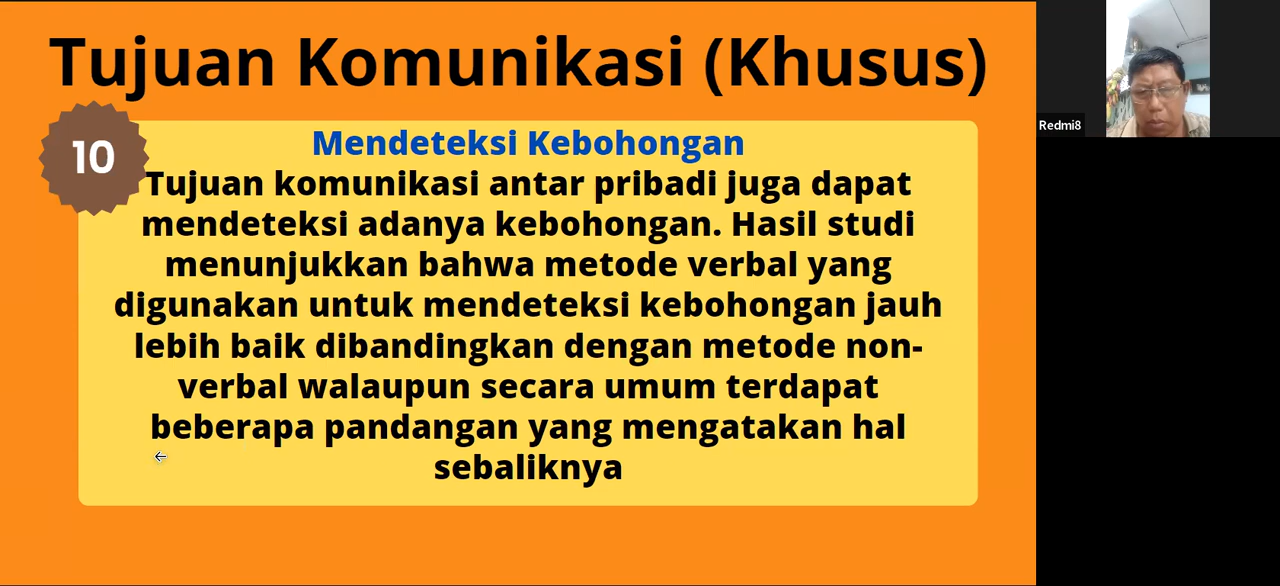 Tujuan Komunikasi (Khusus)
10
Mendeteksi Kebohongan
Tujuan komunikasi antar pribadi juga dapat
mendeteksi adanya kebohongan. Hasil studi
menunjukkan bahwa metode verbal yang
digunakan untuk mendeteksi kebohongan jauh
lebih baik dibandingkan dengan metode non-
verbal walaupun secara umum terdapat
beberapa pandangan yang mengatakan hal
sebaliknya
Redmi8